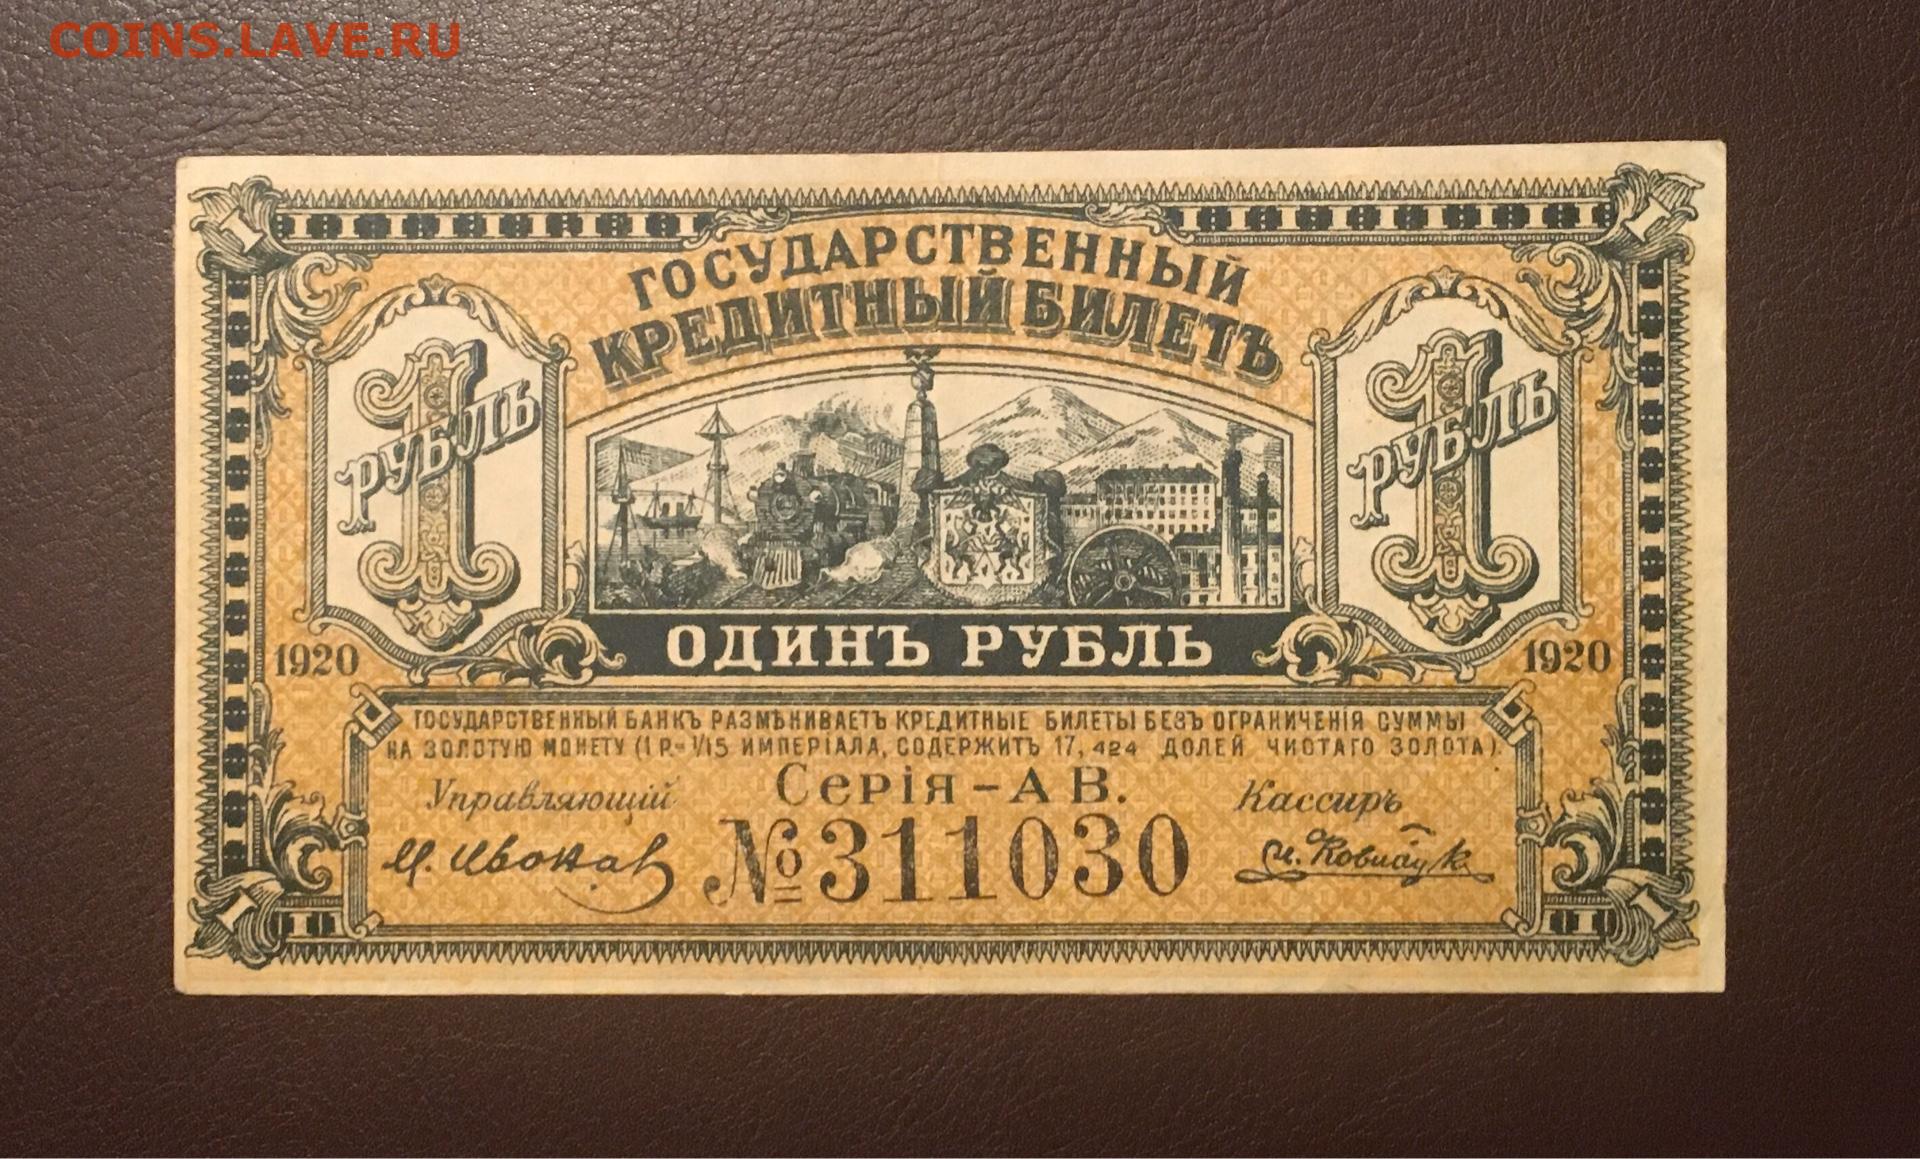 COINS.LAVE.RU
ГОСУДАРСТВЕННЫЙ
КРЕДИТНЫЙ БИЛЕТЪ
1 РУБЛЬ
1 РУБЛЬ
ОДИНЪ РУБЛЬ
1920
1920
ГОСУДАРСТВЕННЫЙ БАНКЪ РАЗМѢНИВАЕТЪ КРЕДИТНЫЕ БИЛЕТЫ БЕЗЪ ОГРАНИЧЕНІЯ СУММЫ
НА ЗОЛОТУЮ МОНЕТУ (1 Р.= 1/15 ИМПЕРІАЛА, СОДЕРЖИТЪ 17, 424 ДОЛЕЙ ЧИСТАГО ЗОЛОТА).
Управляющій
Серія - А В.
Кассиръ
№ 311030